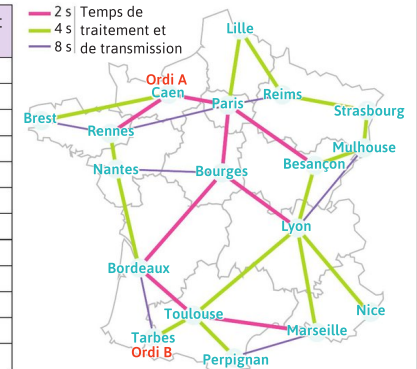 2 s Temps de
4 s traitement et
8 s de transmission
Lille
Ordi A
Caen
Paris
Reims
Brest
Strasbourg
Rennes
Mulhouse
Nantes
Bourges
Besançon
Lyon
Bordeaux
Toulouse
Nice
Marseille
Tarbes
Ordi B
Perpignan